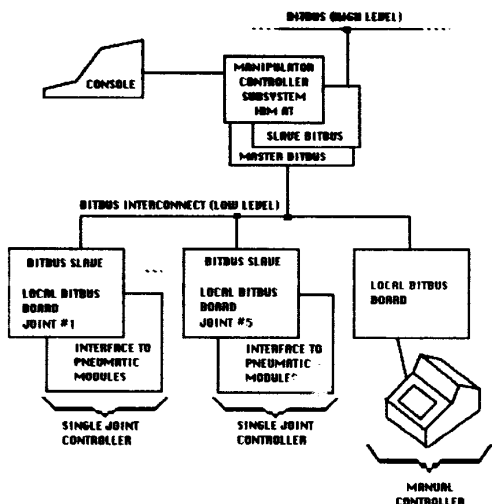 BITBUS (HIGH LEVEL)
CONSOLE
MANIPULATOR
CONTROLLER
SUBSYSTEM
IBM AT
SLAVE BITBUS
MASTER BITBUS
BITBUS INTERCONNECT (LOW LEVEL)
BITBUS SLAVE
LOCAL BITBUS
BOARD
JOINT #1
INTERFACE TO
PNEUMATIC
MODULES
SINGLE JOINT
CONTROLLER
BITBUS SLAVE
LOCAL BITBUS
BOARD
JOINT #5
INTERFACE TO
PNEUMATIC
MODULES
SINGLE JOINT
CONTROLLER
LOCAL BITBUS
BOARD
MANUAL
CONTROLLER